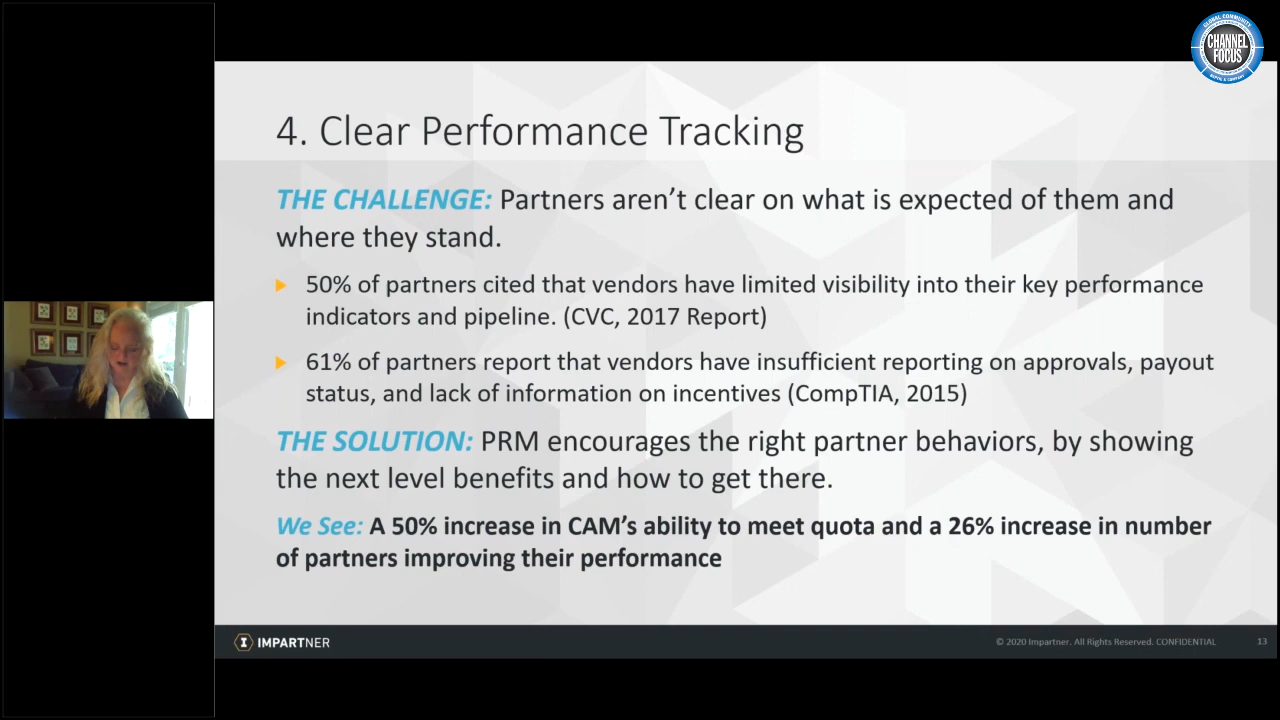 GLOBAL COMMUNITY
CHANNEL
FOCUS
4. Clear Performance Tracking
THE CHALLENGE: Partners aren’t clear on what is expected of them and
where they stand.
50% of partners cited that vendors have limited visibility into their key performance
indicators and pipeline. (CVC, 2017 Report)
61% of partners report that vendors have insufficient reporting on approvals, payout
status, and lack of information on incentives (CompTIA, 2015)
THE SOLUTION: PRM encourages the right partner behaviors, by showing
the next level benefits and how to get there.
We See: A 50% increase in CAM’s ability to meet quota and a 26% increase in number
of partners improving their performance
IMPARTNER
© 2020 Impartner. All Rights Reserved. CONFIDENTIAL 13